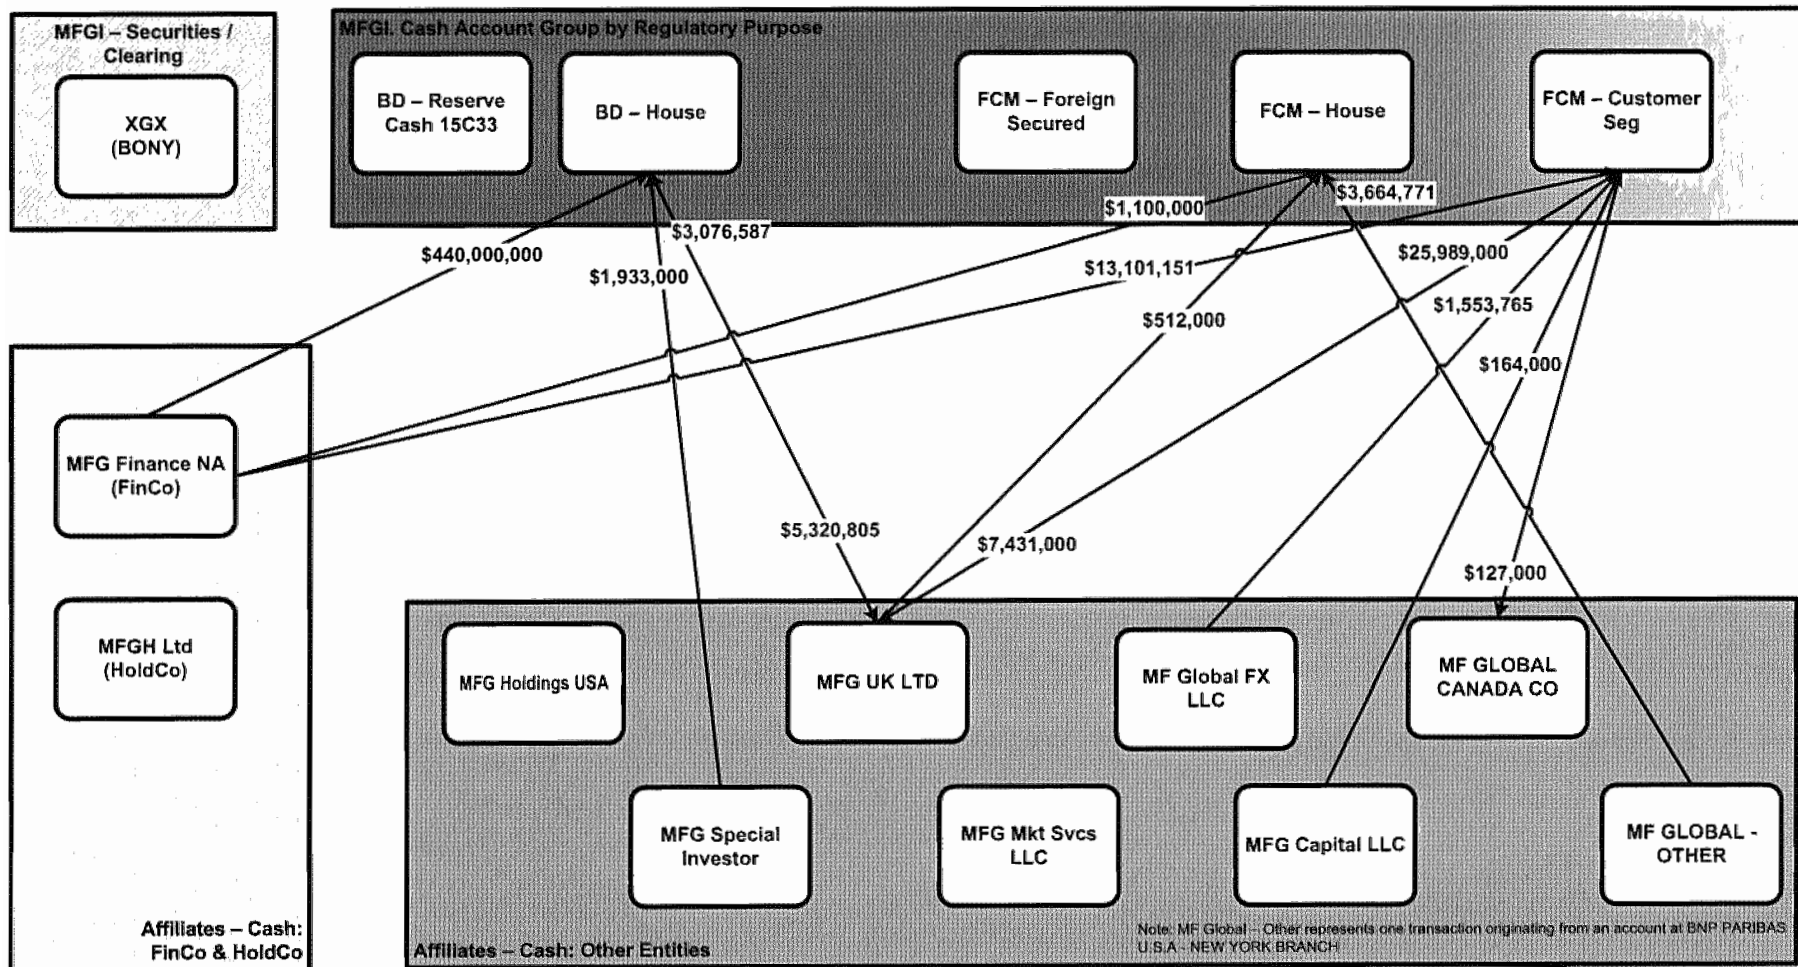 MFGI – Securities /
Clearing
XGX
(BONY)
MFGI. Cash Account Group by Regulatory Purpose
BD – Reserve
Cash 15C33
BD – House
FCM – Foreign
Secured
FCM – House
FCM – Customer
Seg
$3,664,771
$1,100,000
$3,076,587
$440,000,000
$1,933,000
$13,101,151
$25,989,000
$512,000
$1,553,765
$164,000
$5,320,805
$7,431,000
$127,000
MFG Finance NA
(FinCo)
MFGH Ltd
(HoldCo)
Affiliates – Cash:
FinCo & HoldCo
MFG Holdings USA
MFG UK LTD
MF Global FX
LLC
MF GLOBAL
CANADA CO
MFG Special
Investor
MFG Mkt Svcs
LLC
MFG Capital LLC
MF GLOBAL -
OTHER
Affiliates – Cash: Other Entities
Note: MF Global – Other represents one transaction originating from an account at BNP PARIBAS
U.S.A - NEW YORK BRANCH